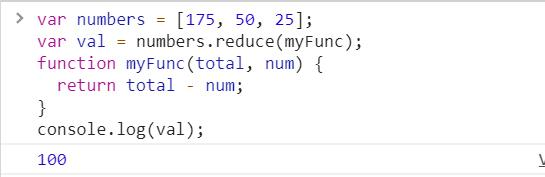 > var numbers = [175, 50, 25];
var val = numbers.reduce(myFunc);
function myFunc(total, num) {
  return total - num;
}
console.log(val);
100